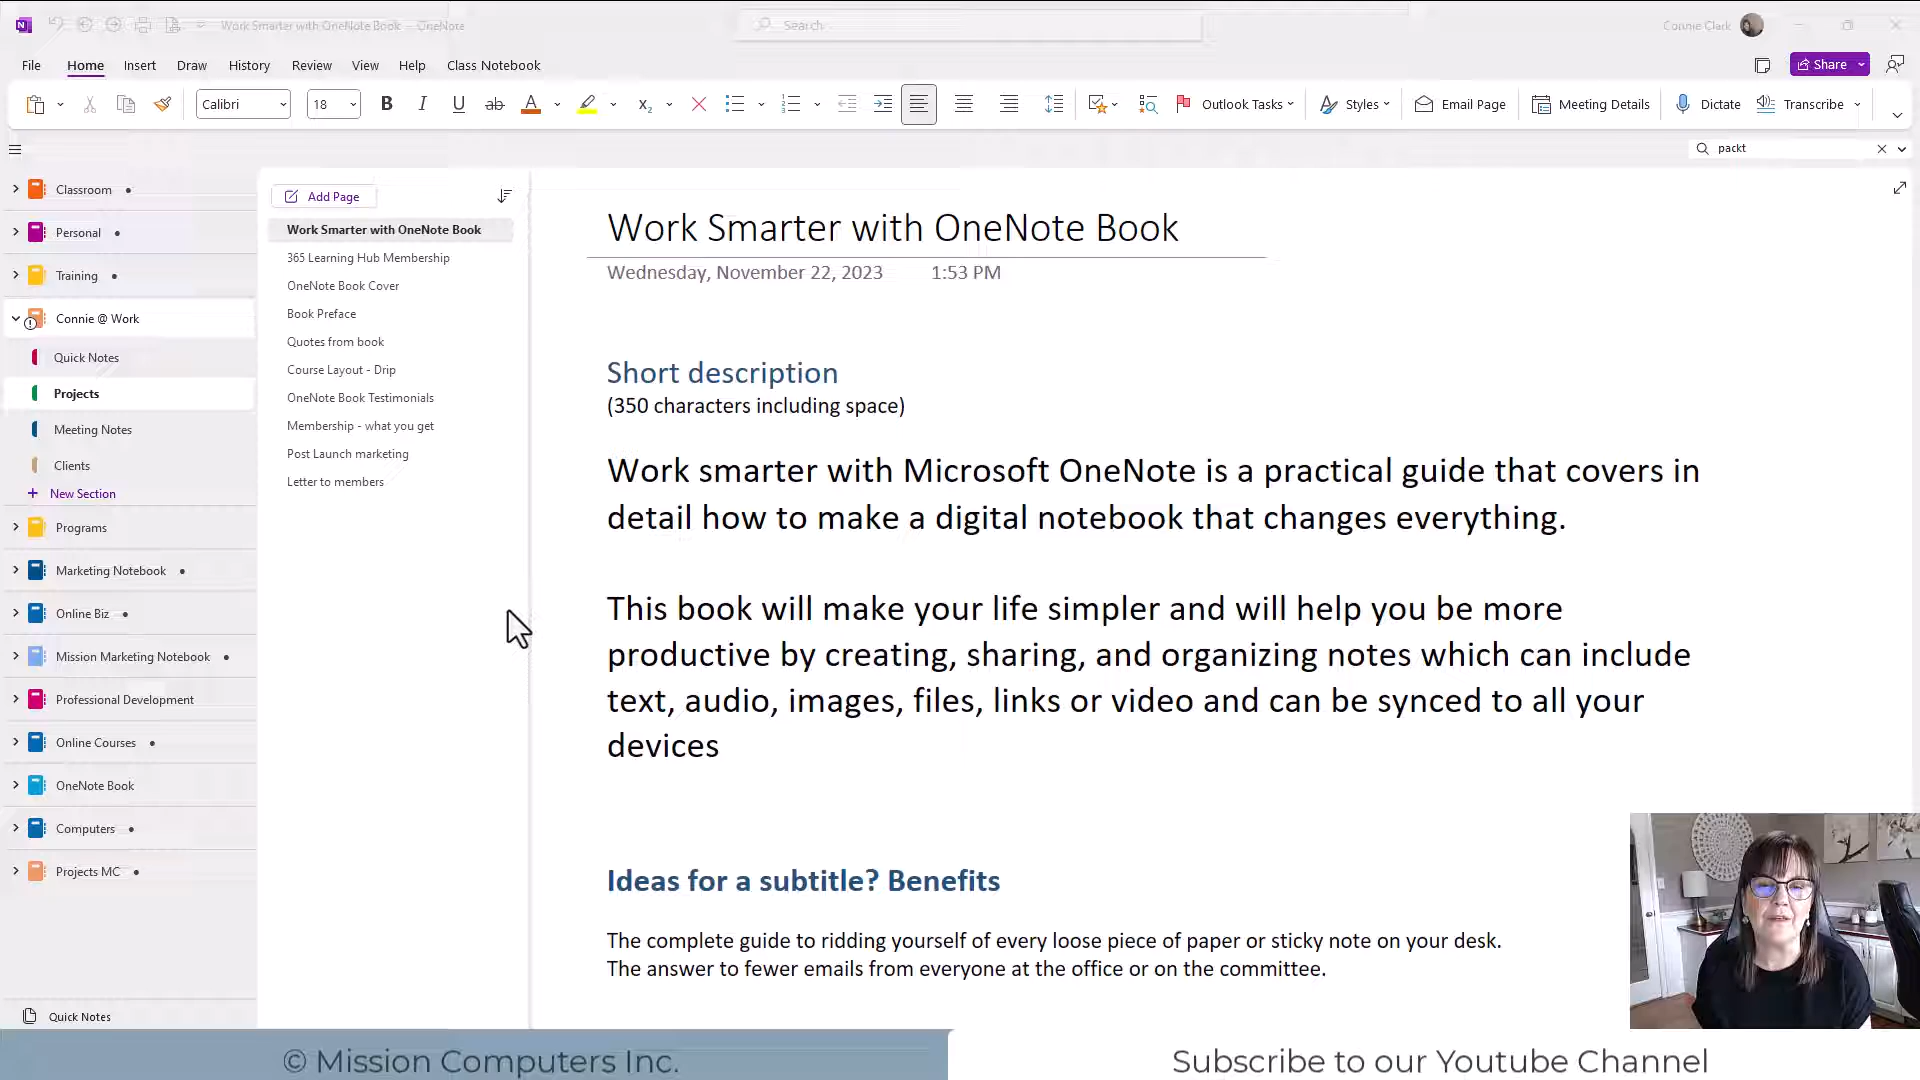 Work Smarter with OneNote Book - OneNote
Search
Connie Clark
File Home Insert Draw History Review View Help Class Notebook
Share
Calibri 18 B I U ab A x Outlook Tasks Styles Email Page Meeting Details Dictate Transcribe
packt
Classroom
Personal
Training
Connie @ Work
Quick Notes
Projects
Meeting Notes
Clients
New Section
Programs
Marketing Notebook
Online Biz
Mission Marketing Notebook
Professional Development
Online Courses
OneNote Book
Computers
Projects MC
Quick Notes
Add Page
Work Smarter with OneNote Book
365 Learning Hub Membership
OneNote Book Cover
Book Preface
Quotes from book
Course Layout - Drip
OneNote Book Testimonials
Membership - what you get
Post Launch marketing
Letter to members
Work Smarter with OneNote Book
Wednesday, November 22, 2023 1:53 PM
Short description
(350 characters including space)
Work smarter with Microsoft OneNote is a practical guide that covers in
detail how to make a digital notebook that changes everything.
This book will make your life simpler and will help you be more
productive by creating, sharing, and organizing notes which can include
text, audio, images, files, links or video and can be synced to all your
devices
Ideas for a subtitle? Benefits
The complete guide to ridding yourself of every loose piece of paper or sticky note on your desk.
The answer to fewer emails from everyone at the office or on the committee.
© Mission Computers Inc.
Subscribe to our Youtube Channel